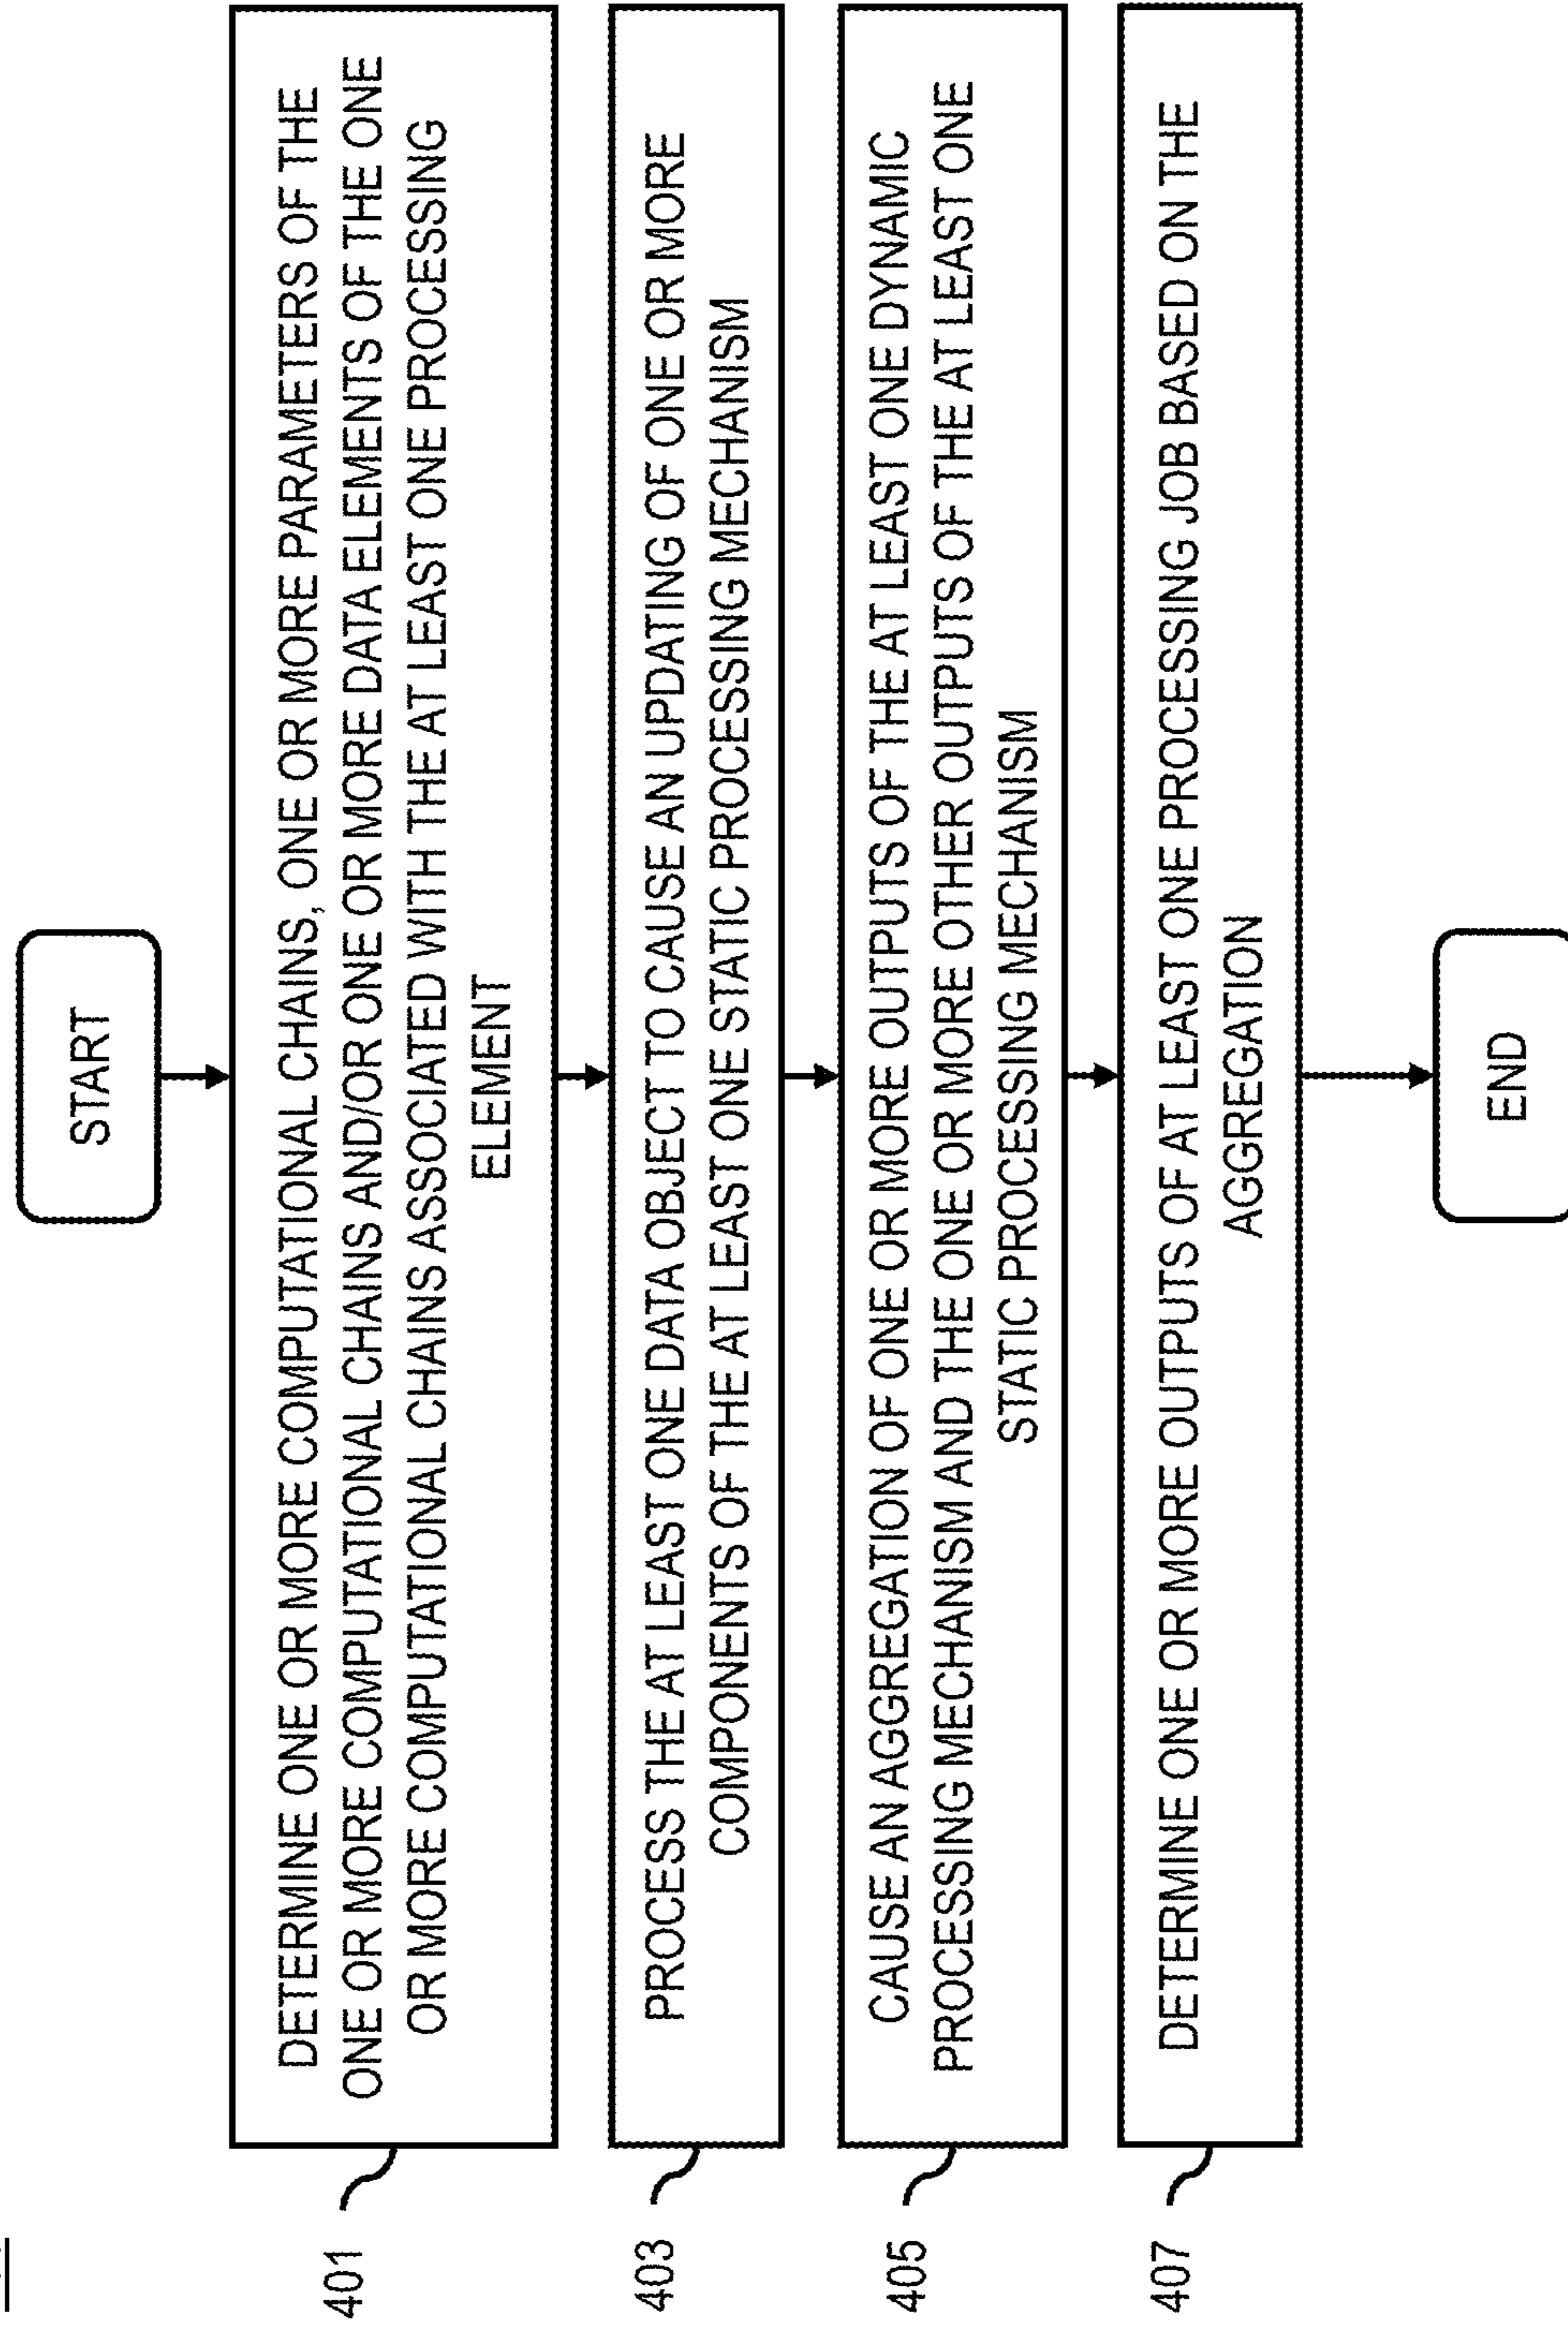 START
401
DETERMINE ONE OR MORE COMPUTATIONAL CHAINS, ONE OR MORE PARAMETERS OF THE
ONE OR MORE COMPUTATIONAL CHAINS AND/OR ONE OR MORE DATA ELEMENTS OF THE ONE
OR MORE COMPUTATIONAL CHAINS ASSOCIATED WITH THE AT LEAST ONE PROCESSING
ELEMENT
403
PROCESS THE AT LEAST ONE DATA OBJECT TO CAUSE AN UPDATING OF ONE OR MORE
COMPONENTS OF THE AT LEAST ONE STATIC PROCESSING MECHANISM
405
CAUSE AN AGGREGATION OF ONE OR MORE OUTPUTS OF THE AT LEAST ONE DYNAMIC
PROCESSING MECHANISM AND THE ONE OR MORE OTHER OUTPUTS OF THE AT LEAST ONE
STATIC PROCESSING MECHANISM
407
DETERMINE ONE OR MORE OUTPUTS OF AT LEAST ONE PROCESSING JOB BASED ON THE
AGGREGATION
END